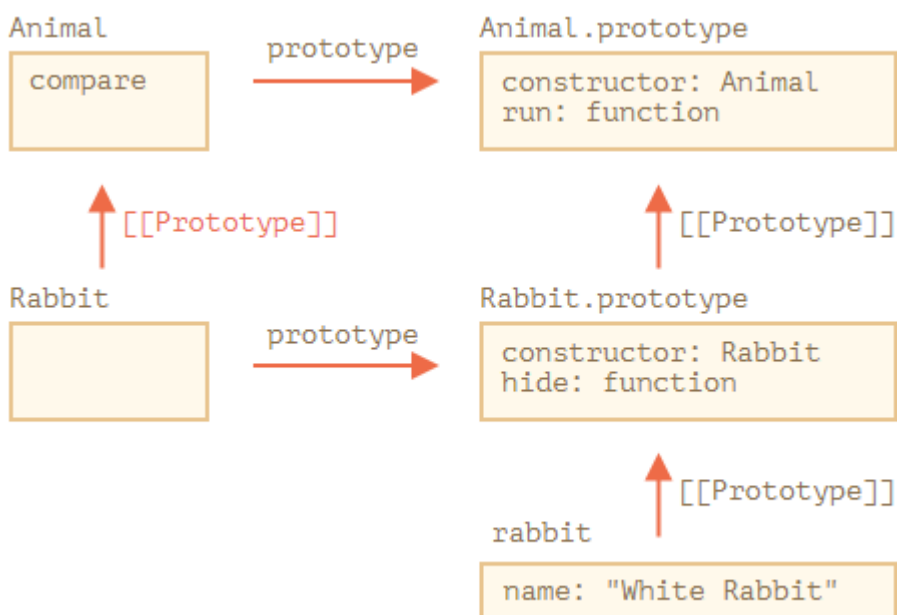 Animal
prototype
Animal.prototype
compare
constructor: Animal
run: function
[[Prototype]]
[[Prototype]]
Rabbit
prototype
Rabbit.prototype
constructor: Rabbit
hide: function
[[Prototype]]
rabbit
name: "White Rabbit"